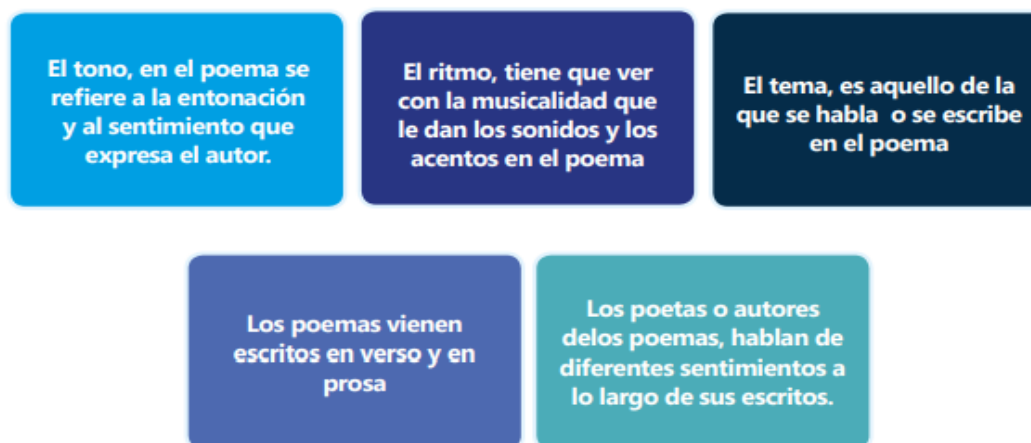 El tono, en el poema se
refiere a la entonación
y al sentimiento que
expresa el autor.
El ritmo, tiene que ver
con la musicalidad que
le dan los sonidos y los
acentos en el poema
El tema, es aquello de la
que se habla o se escribe
en el poema
Los poemas vienen
escritos en verso y en
prosa
Los poetas o autores
delos poemas, hablan de
diferentes sentimientos a
lo largo de sus escritos.